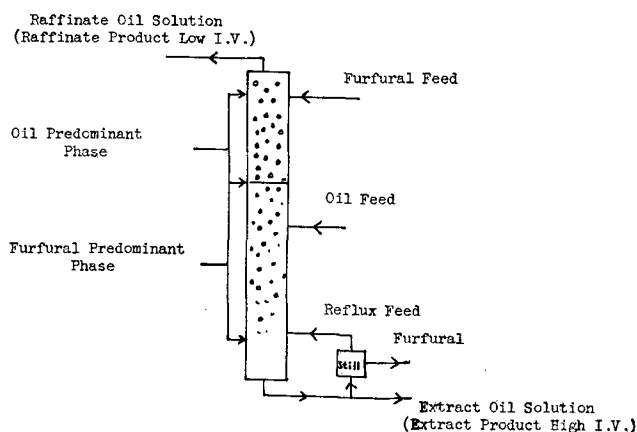 Raffinate Oil Solution
(Raffinate Product Low I.V.)
Furfural Feed
Oil Predominant
Phase
Oil Feed
Furfural Predominant
Phase
Reflux Feed
Furfural
Still
Extract Oil Solution
(Extract Product High I.V.)